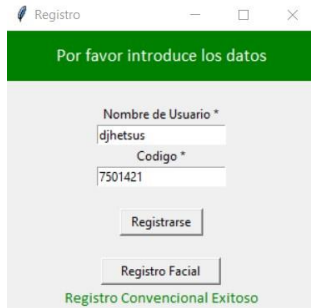 Registro
Por favor introduce los datos
Nombre de Usuario *
djhetsus
Codigo *
7501421
Registrarse
Registro Facial
Registro Convencional Exitoso